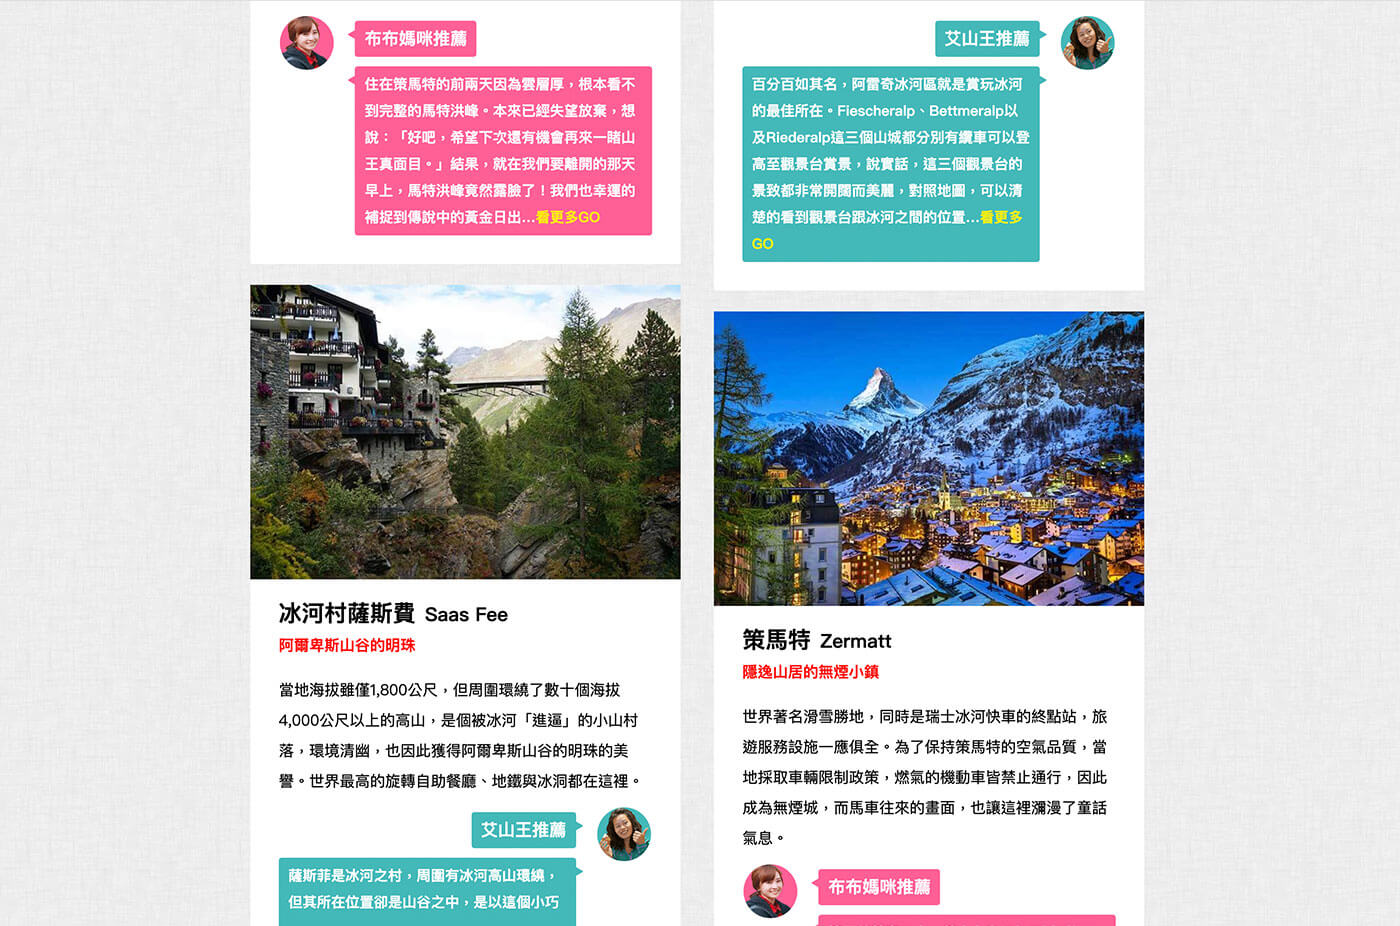 布布媽咪推薦
住在策馬特的前兩天因為雲層厚，根本看不
到完整的馬特洪峰。本來已經失望放棄，想
說：「好吧，希望下次還有機會再來一睹山
王真面目。」結果，就在我們要離開的那天
早上，馬特洪峰竟然露臉了！我們也幸運的
補捉到傳說中的黃金日出...看更多GO
冰河村薩斯費 Saas Fee
阿爾卑斯山谷的明珠
當地海拔雖僅1,800公尺，但周圍環繞了數十個海拔
4,000公尺以上的高山，是個被冰河「進逼」的小山村
落，環境清幽，也因此獲得阿爾卑斯山谷的明珠的美
譽。世界最高的旋轉自助餐廳、地鐵與冰洞都在這裡。
艾山王推薦
薩斯菲是冰河之村，周圍有冰河高山環繞，
但其所在位置卻是山谷之中，是以這個小巧
艾山王推薦
百分百如其名，阿雷奇冰河區就是賞玩冰河
的最佳所在。Fiescheralp、Bettmeralp以
及Riederalp這三個山城都分別有纜車可以登
高至觀景台賞景，說實話，這三個觀景台的
景致都非常開闊而美麗，對照地圖，可以清
楚的看到觀景台跟冰河之間的位置...看更多
GO
策馬特 Zermatt
隱逸山居的無煙小鎮
世界著名滑雪勝地，同時是瑞士冰河快車的終點站，旅
遊服務設施一應俱全。為了保持策馬特的空氣品質，當
地採取車輛限制政策，燃氣的機動車皆禁止通行，因此
成為無煙城，而馬車往來的畫面，也讓這裡瀰漫了童話
氣息。
布布媽咪推薦